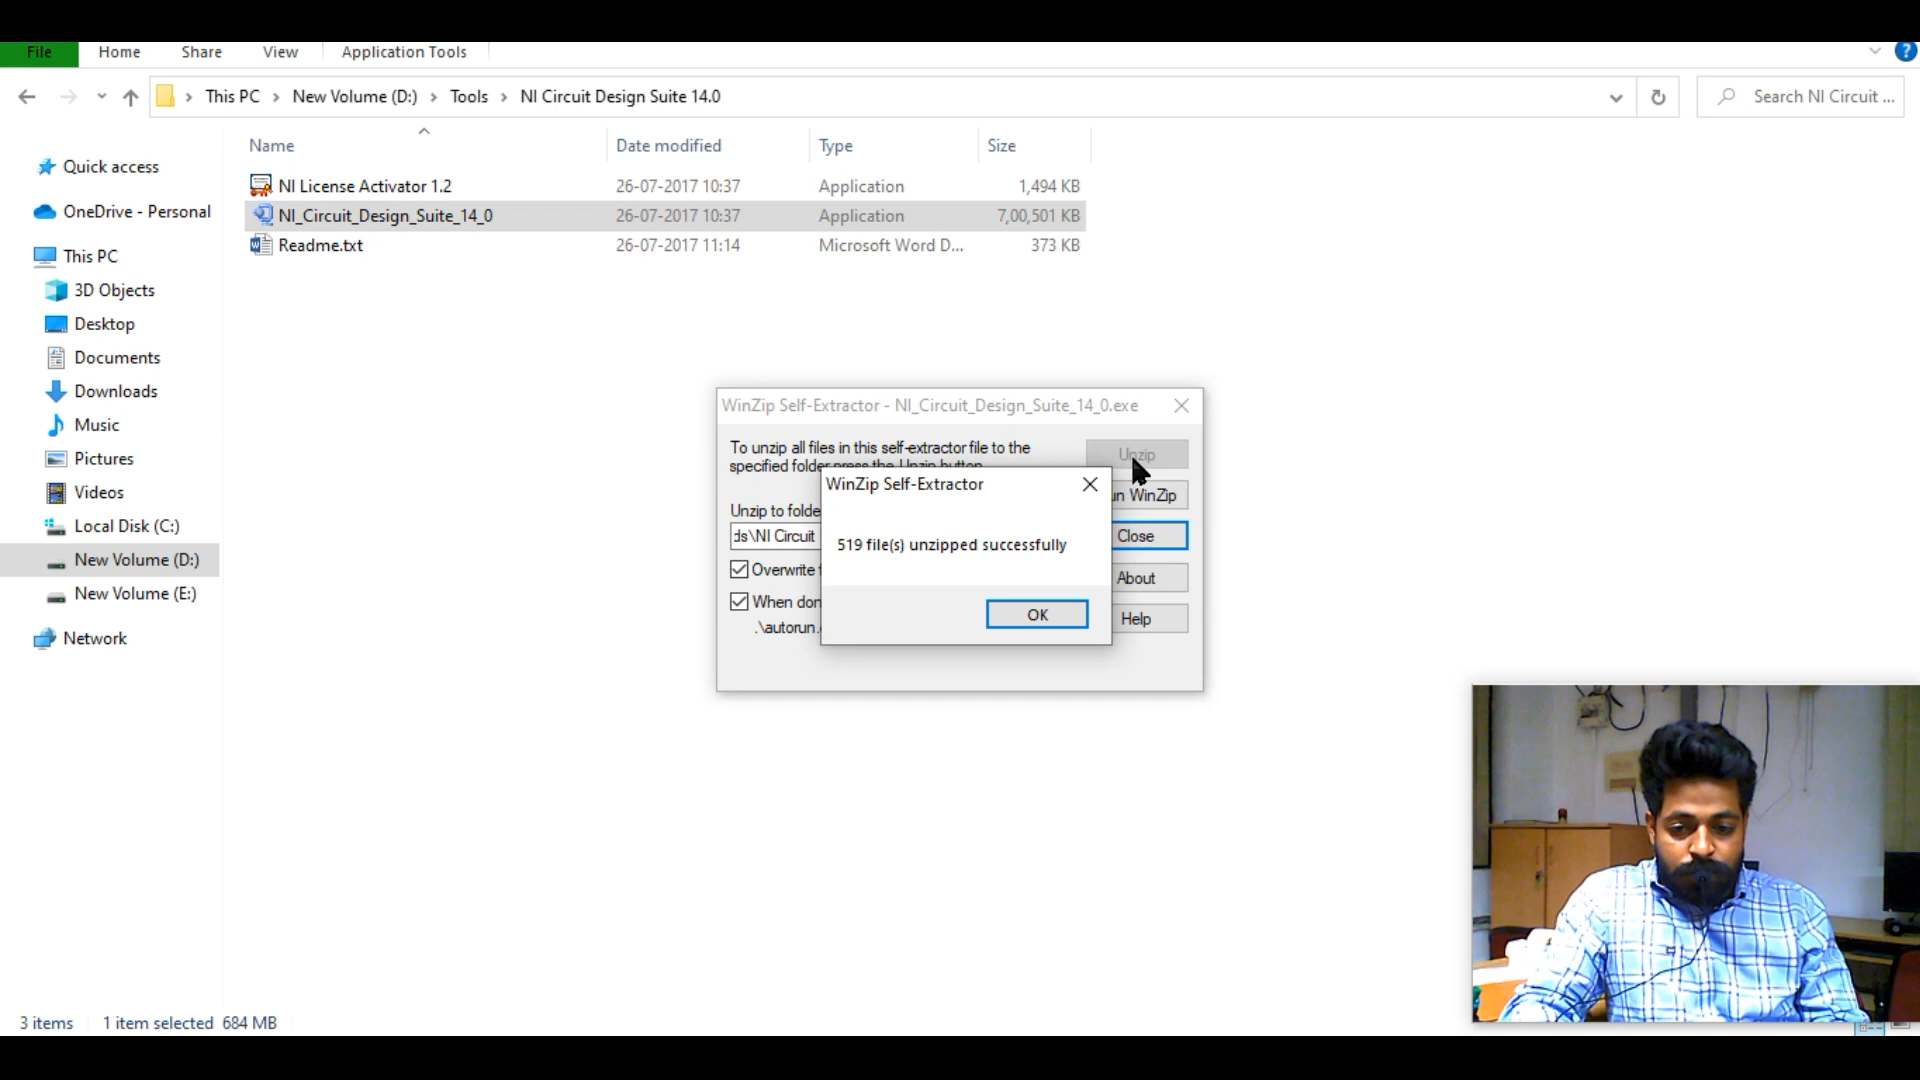 File Home Share View Application Tools
This PC New Volume (D:) Tools NI Circuit Design Suite 14.0 Search NI Circuit ...
Name Date modified Type Size
NI License Activator 1.2 26-07-2017 10:37 Application 1,494 KB
NI_Circuit_Design_Suite_14_0 26-07-2017 10:37 Application 7,00,501 KB
Readme.txt 26-07-2017 11:14 Microsoft Word D... 373 KB
Quick access
OneDrive - Personal
This PC
3D Objects
Desktop
Documents
Downloads
Music
Pictures
Videos
Local Disk (C:)
New Volume (D:)
New Volume (E:)
Network
WinZip Self-Extractor - NI_Circuit_Design_Suite_14_0.exe
To unzip all files in this self-extractor file to the
specified folder press the Unzip button.
Unzip
WinZip
Unzip to folde
ds\NI Circuit
Close
Overwrite
About
When don
.\autorun.
Help
WinZip Self-Extractor
519 file(s) unzipped successfully
OK
3 items 1 item selected 684 MB